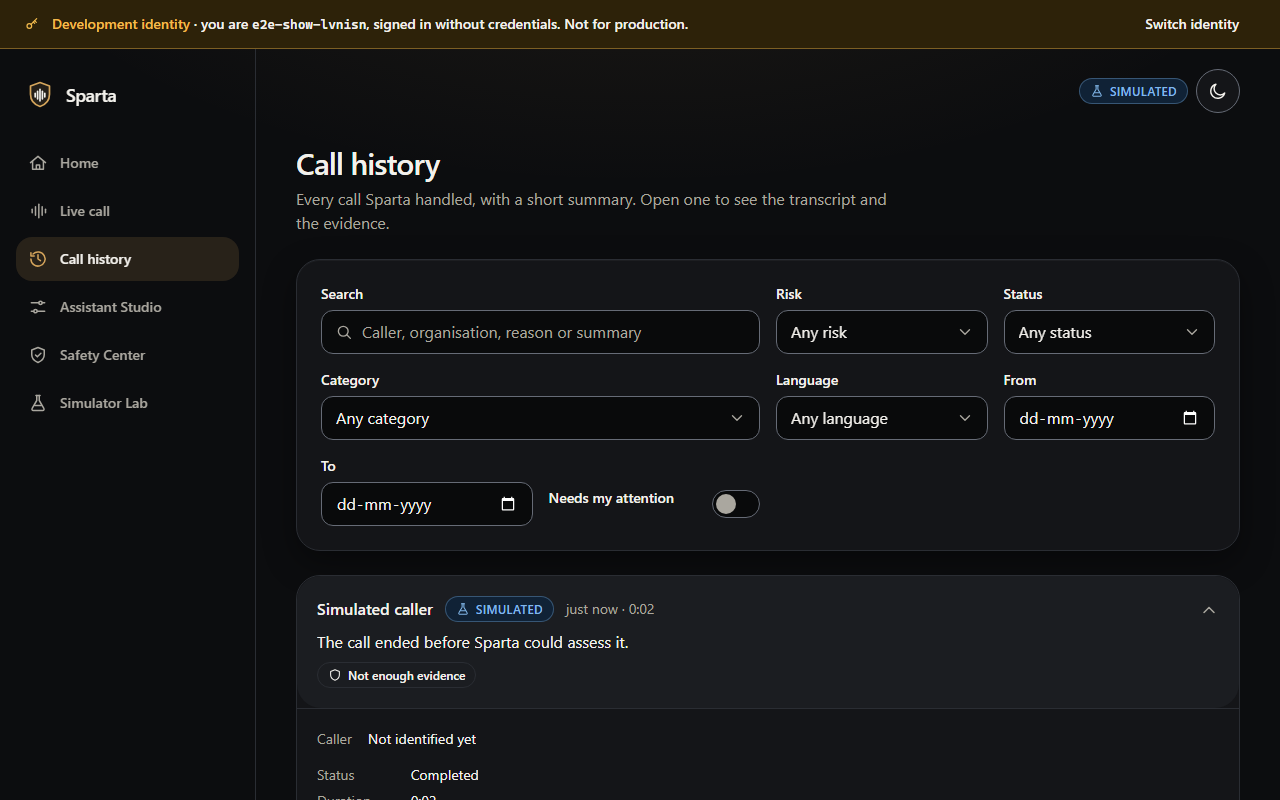 Development identity · you are e2e-show-lvnisn, signed in without credentials. Not for production.
Switch identity
Sparta
SIMULATED
Home
Live call
Call history
Assistant Studio
Safety Center
Simulator Lab
Call history
Every call Sparta handled, with a short summary. Open one to see the transcript and
the evidence.
Search
Risk
Status
Caller, organisation, reason or summary
Any risk
Any status
Category
Language
From
Any category
Any language
dd-mm-yyyy
To
dd-mm-yyyy
Needs my attention
Simulated caller
SIMULATED
just now · 0:02
The call ended before Sparta could assess it.
Not enough evidence
Caller
Not identified yet
Status
Completed
Duration
0:02